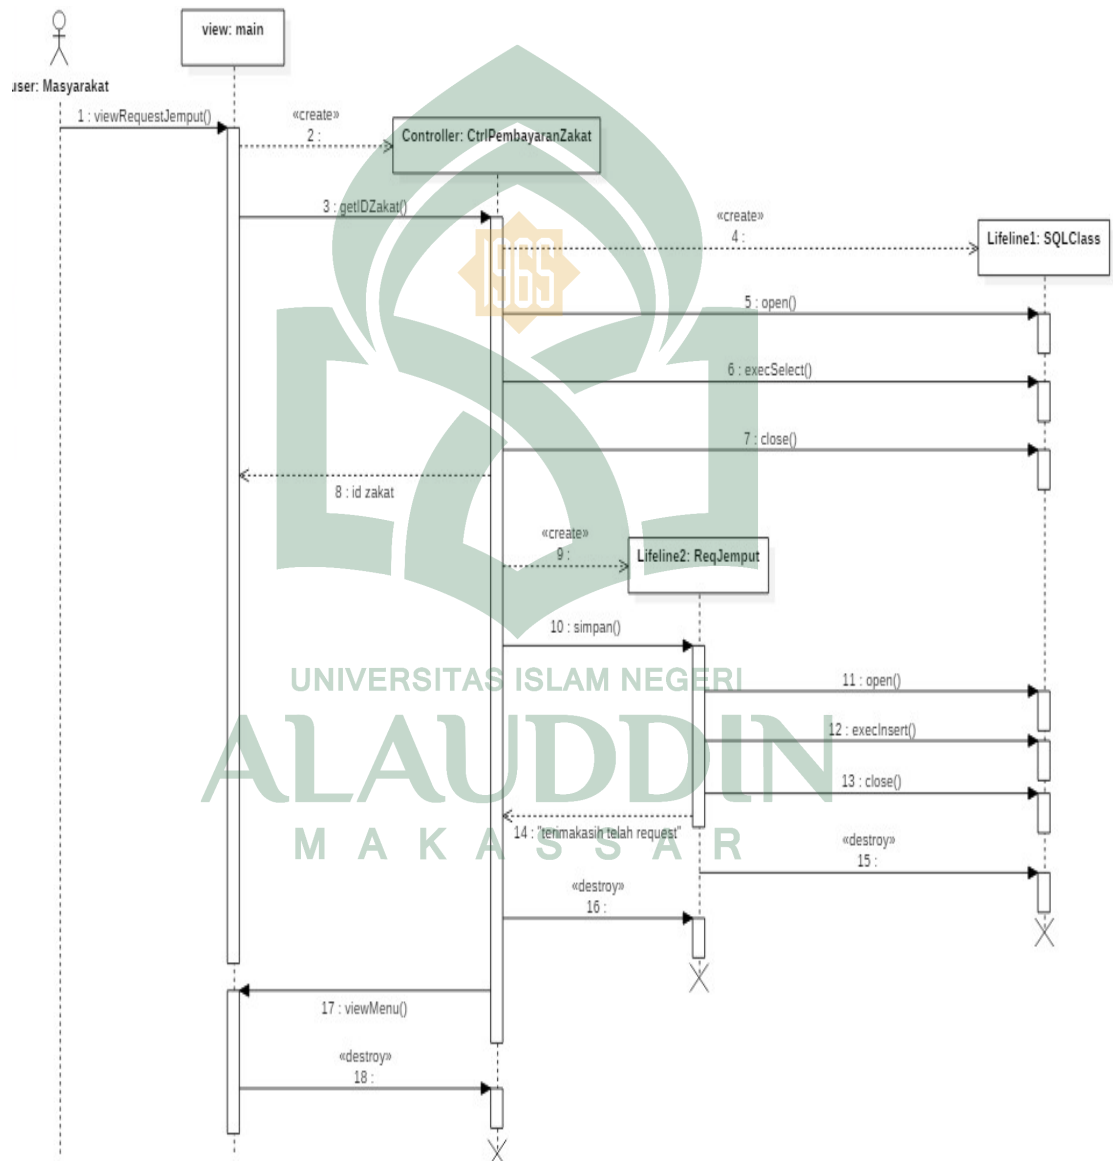 view: main
user: Masyarakat
1 : viewRequestJemput()
«create»
2 :
Controller: CtrlPembayaranZakat
3 : getIDZakat()
«create»
4 :
Lifeline1: SQLClass
1965
5 : open()
6 : execSelect()
7 : close()
8 : id zakat
«create»
9 :
Lifeline2: ReqJemput
10 : simpan()
UNIVERSITAS ISLAM NEGERI
11 : open()
ALAUDDIN
12 : execInsert()
13 : close()
14 : "terimakasih telah request"
MAKASSAR
«destroy»
15 :
«destroy»
16 :
17 : viewMenu()
«destroy»
18 :